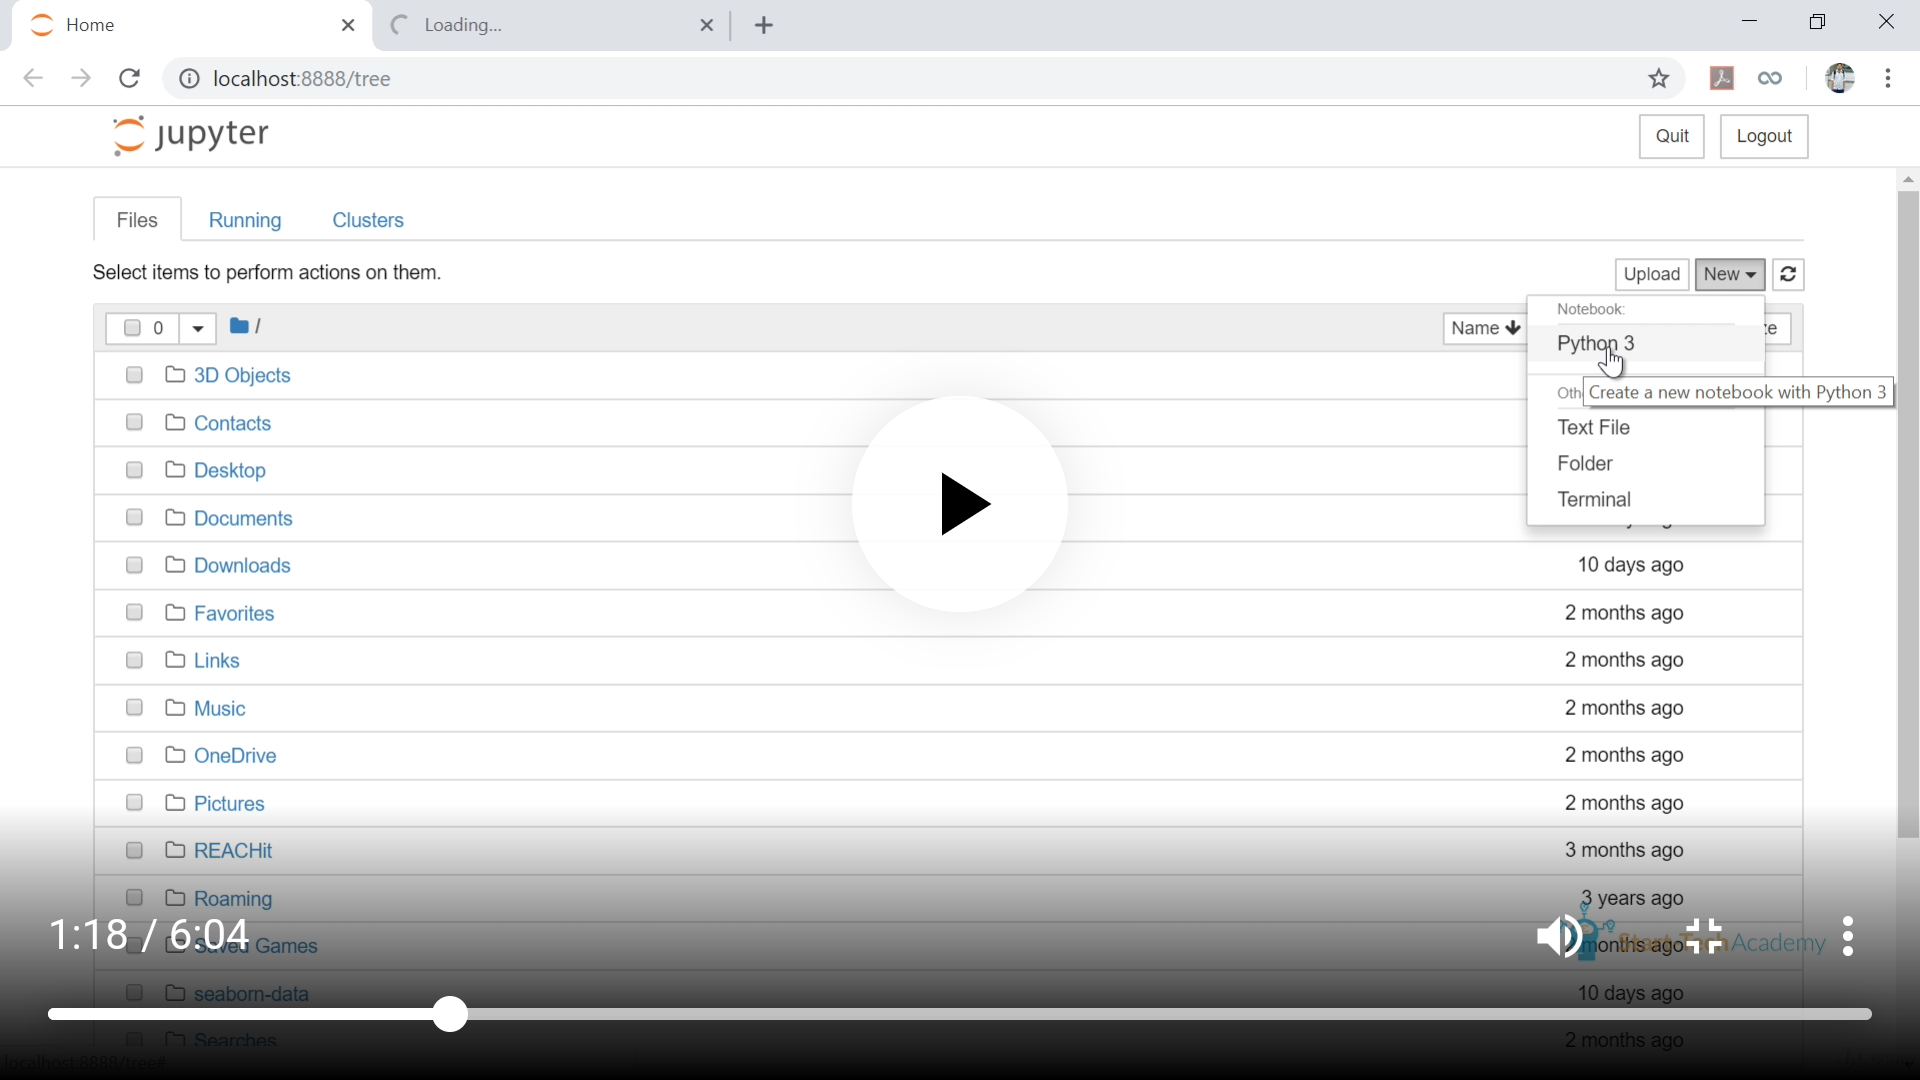 Home
Loading...
localhost:8888/tree
jupyter
Quit
Logout
Files
Running
Clusters
Select items to perform actions on them.
Upload
New
Notebook:
0
/
Name
Python 3
Create a new notebook with Python 3
Text File
Folder
Terminal
3D Objects
Contacts
Desktop
Documents
Downloads
10 days ago
Favorites
2 months ago
Links
2 months ago
Music
2 months ago
OneDrive
2 months ago
Pictures
2 months ago
REACHit
3 months ago
Roaming
3 years ago
1:18 / 6:04
Saved Games
months ago
Start-Tech Academy
seaborn-data
10 days ago
Searches
2 months ago
localhost:8888/tree#